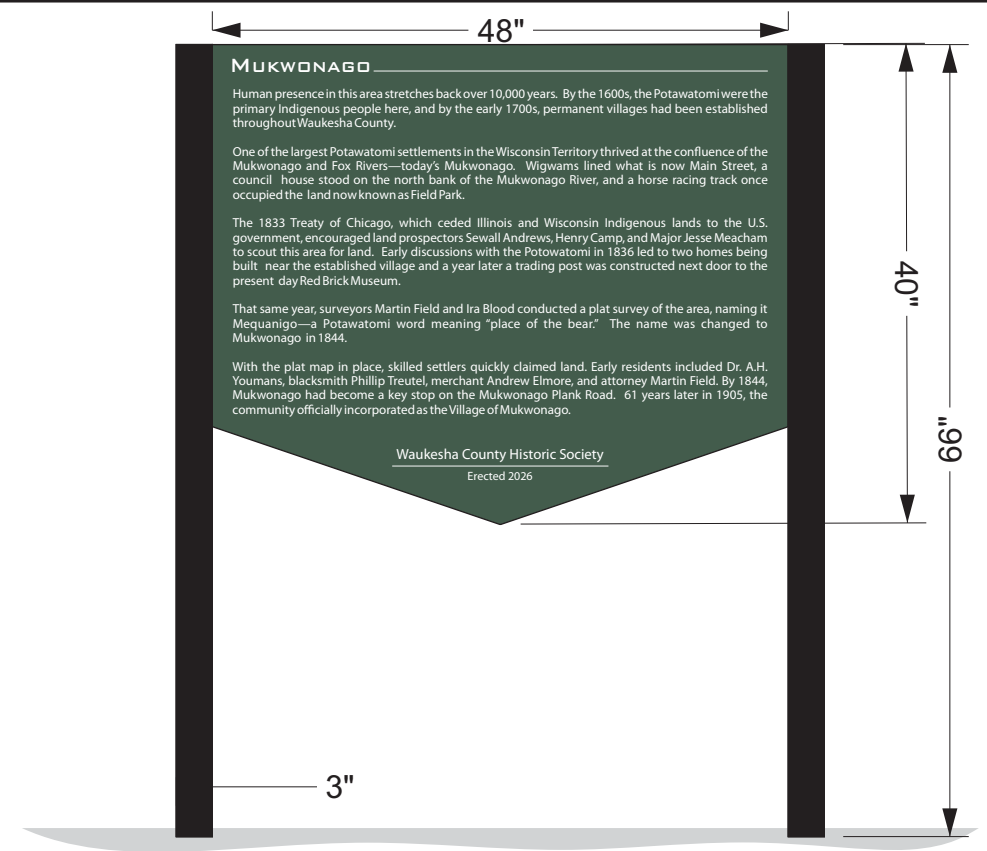 48"
MUKWONAGO
Human presence in this area stretches back over 10,000 years. By the 1600s, the Potawatomi were the
primary Indigenous people here, and by the early 1700s, permanent villages had been established
throughout Waukesha County.
One of the largest Potawatomi settlements in the Wisconsin Territory thrived at the confluence of the
Mukwonago and Fox Rivers—today's Mukwonago. Wigwams lined what is now Main Street, a
council house stood on the north bank of the Mukwonago River, and a horse racing track once
occupied the land now known as Field Park.
The 1833 Treaty of Chicago, which ceded Illinois and Wisconsin Indigenous lands to the U.S.
government, encouraged land prospectors Sewall Andrews, Henry Camp, and Major Jesse Meacham
to scout this area for land. Early discussions with the Potowatomi in 1836 led to two homes being
built near the established village and a year later a trading post was constructed next door to the
present day Red Brick Museum.
That same year, surveyors Martin Field and Ira Blood conducted a plat survey of the area, naming it
Mequanigo—a Potawatomi word meaning “place of the bear.” The name was changed to
Mukwonago in 1844.
With the plat map in place, skilled settlers quickly claimed land. Early residents included Dr. A.H.
Youmans, blacksmith Phillip Treutel, merchant Andrew Elmore, and attorney Martin Field. By 1844,
Mukwonago had become a key stop on the Mukwonago Plank Road. 61 years later in 1905, the
community officially incorporated as the Village of Mukwonago.
Waukesha County Historic Society
Erected 2026
40"
66"
3"